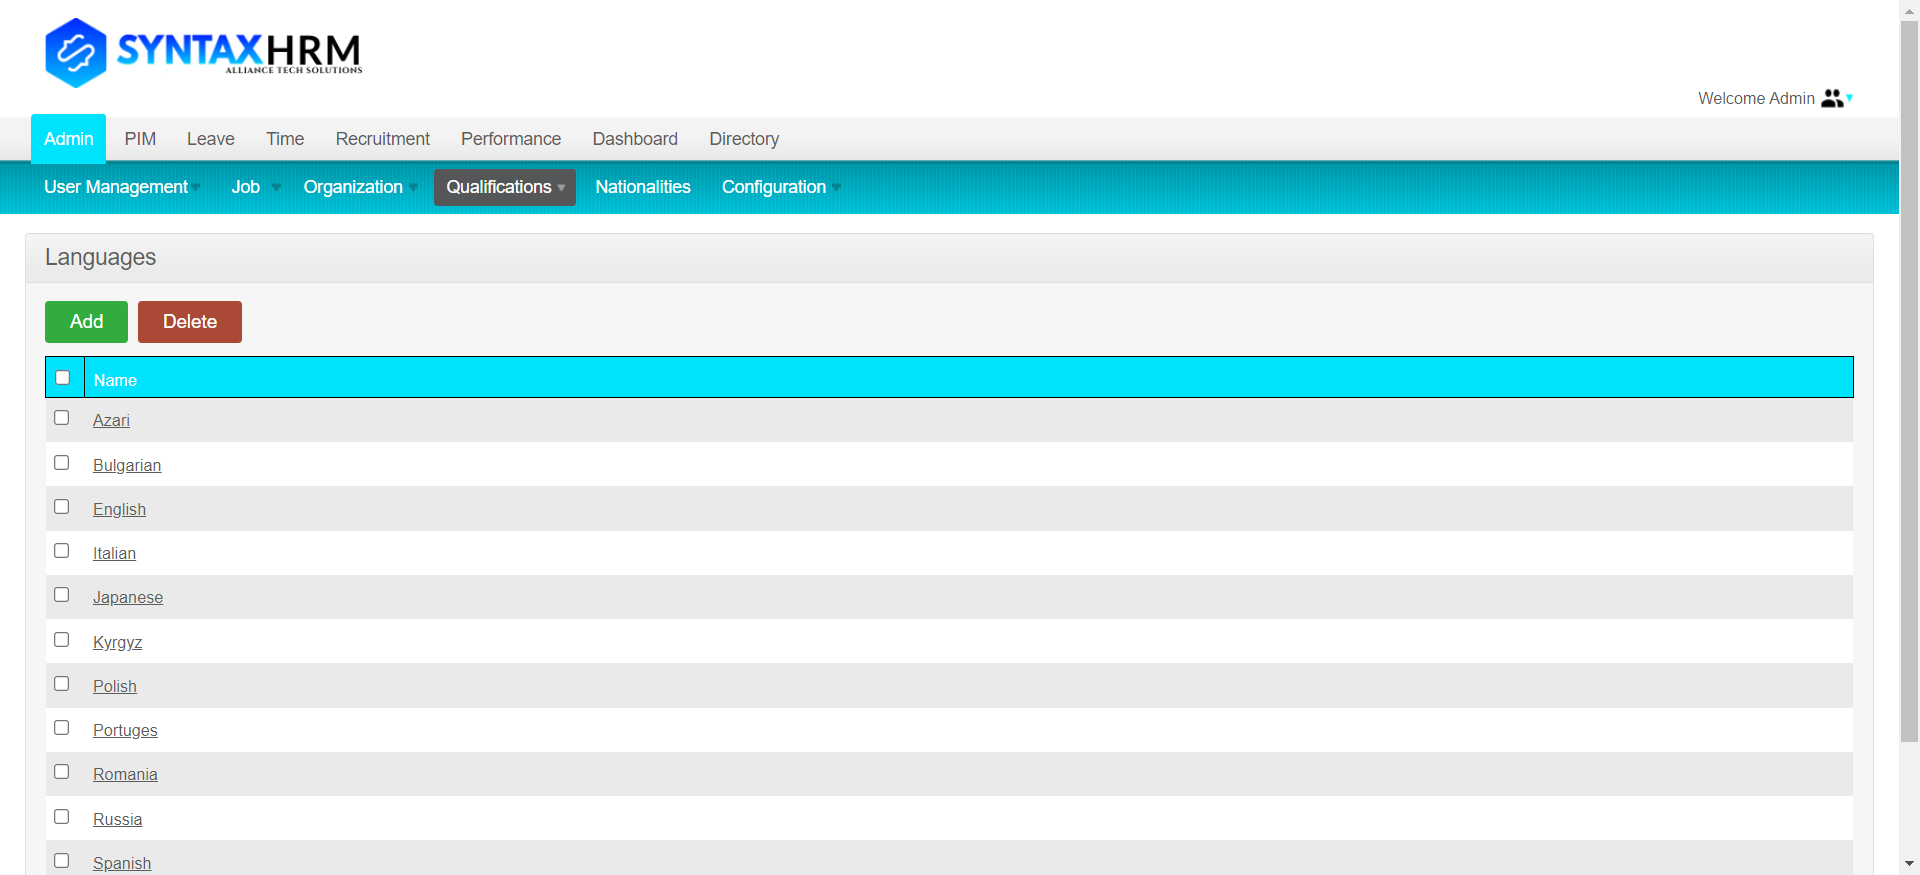 SYNTAXHRM
ALLIANCE TECH SOLUTIONS
Welcome Admin
Admin PIM Leave Time Recruitment Performance Dashboard Directory
User Management Job Organization Qualifications Nationalities Configuration
Languages
Add Delete
Name
Azari
Bulgarian
English
Italian
Japanese
Kyrgyz
Polish
Portuges
Romania
Russia
Spanish